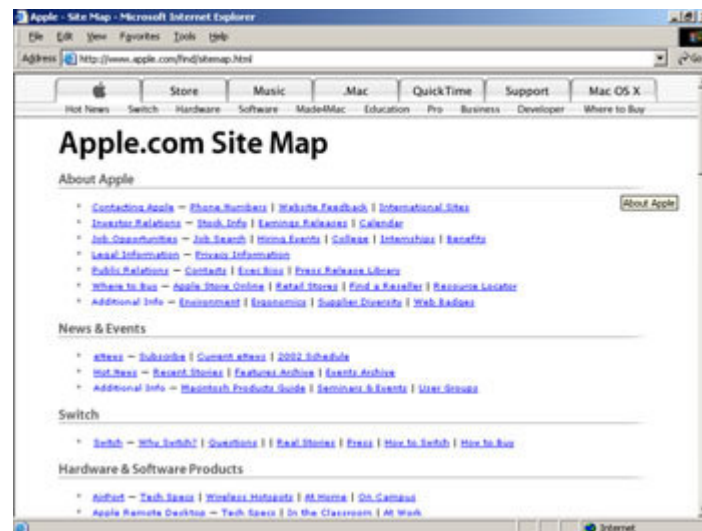 Apple - Site Map - Microsoft Internet Explorer
File Edit View Favorites Tools Help
Address http://www.apple.com/find/sitemap.html Go
Store Music .Mac QuickTime Support Mac OS X
Hot News Switch Hardware Software Made4Mac Education Pro Business Developer Where to Buy
Apple.com Site Map
About Apple
About Apple
Contacting Apple — Phone Numbers | Website Feedback | International Sites
Investor Relations — Stock Info | Earnings Releases | Calendar
Job Opportunities — Job Search | Hiring Events | College | Internships | Benefits
Legal Information — Privacy Information
Public Relations — Contacts | Exec Bios | Press Release Library
Where to Buy — Apple Store Online | Retail Stores | Find a Reseller | Resource Locator
Additional Info — Environment | Ergonomics | Supplier Diversity | Web Badges
News & Events
eNews — Subscribe | Current eNews | 2002 Schedule
Hot News — Recent Stories | Features Archive | Events Archive
Additional Info — Macintosh Products Guide | Seminars & Events | User Groups
Switch
Switch — Why Switch? | Questions | | Real Stories | Press | How to Switch | How to Buy
Hardware & Software Products
AirPort — Tech Specs | Wireless Hotspots | At Home | On Campus
Apple Remote Desktop — Tech Specs | In the Classroom | At Work
Internet